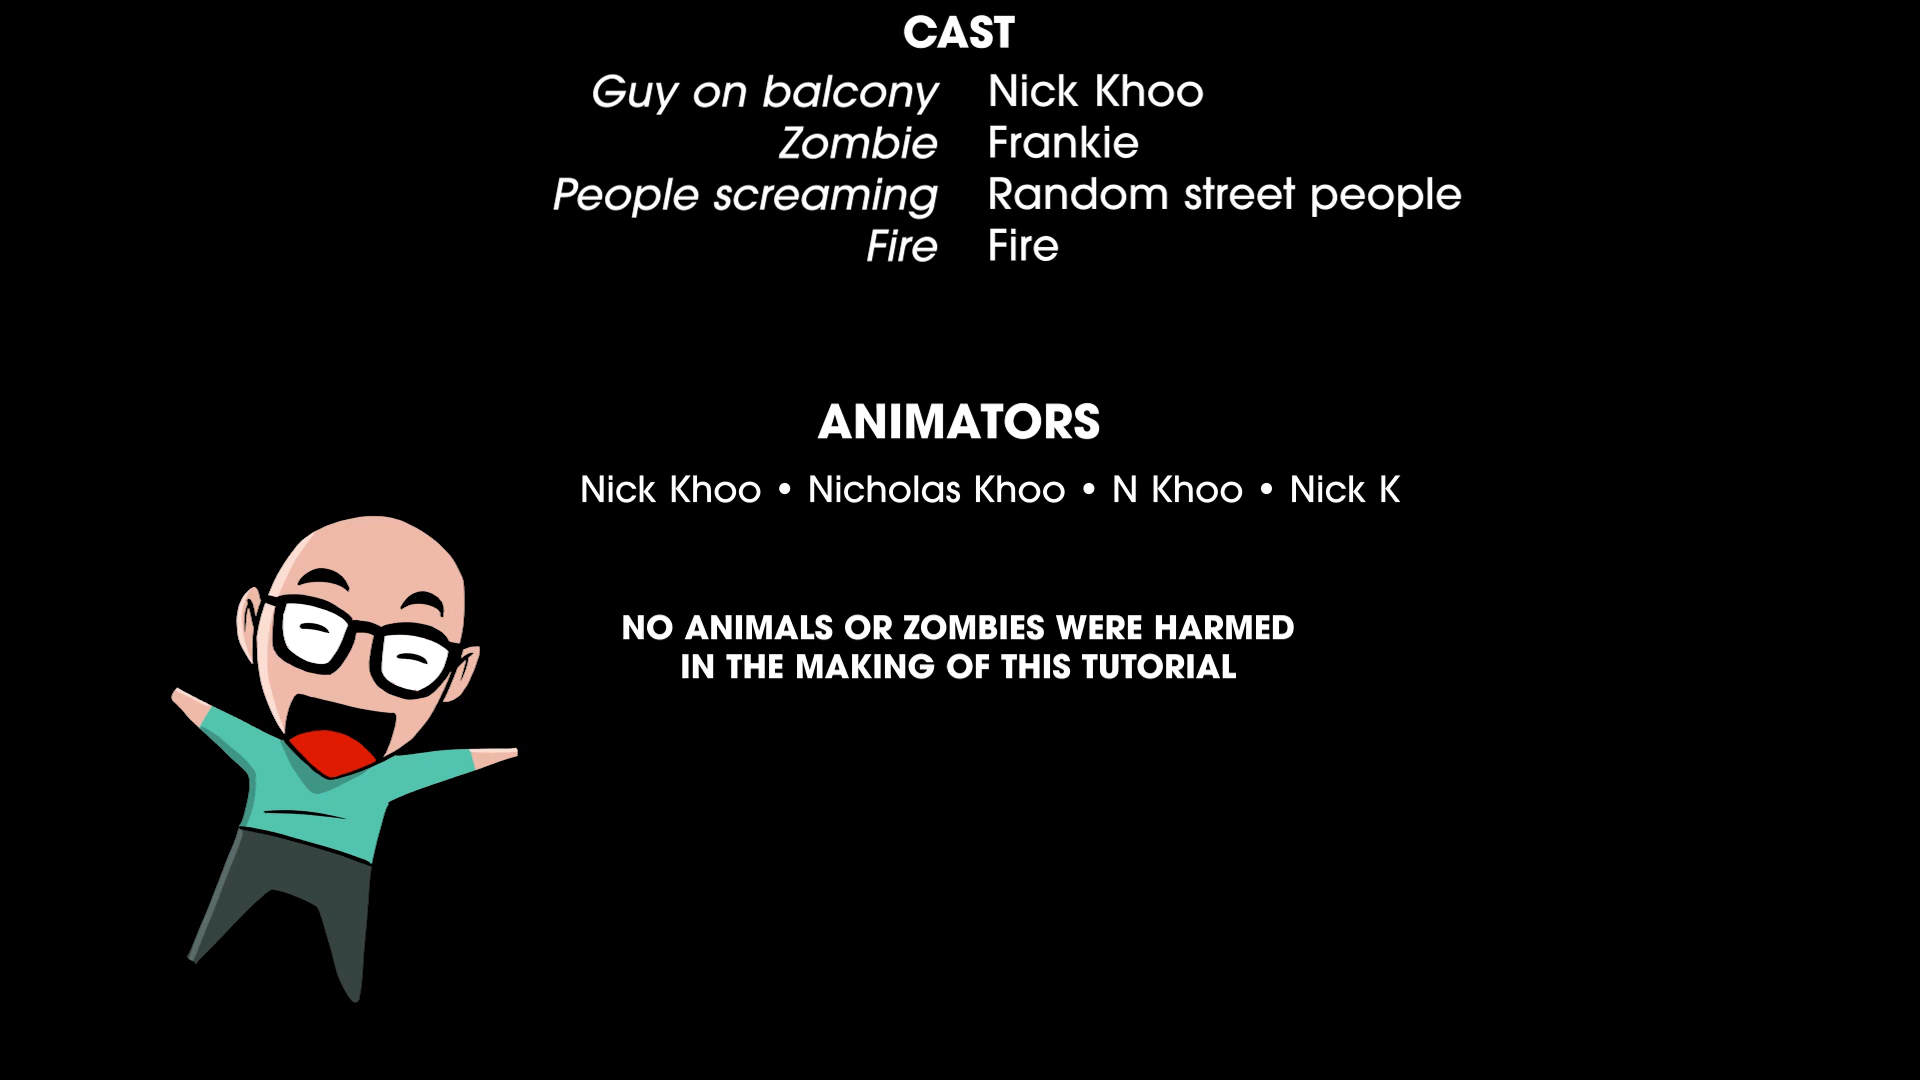 CAST
Guy on balcony Nick Khoo
Zombie Frankie
People screaming Random street people
Fire Fire
ANIMATORS
Nick Khoo • Nicholas Khoo • N Khoo • Nick K
NO ANIMALS OR ZOMBIES WERE HARMED
IN THE MAKING OF THIS TUTORIAL